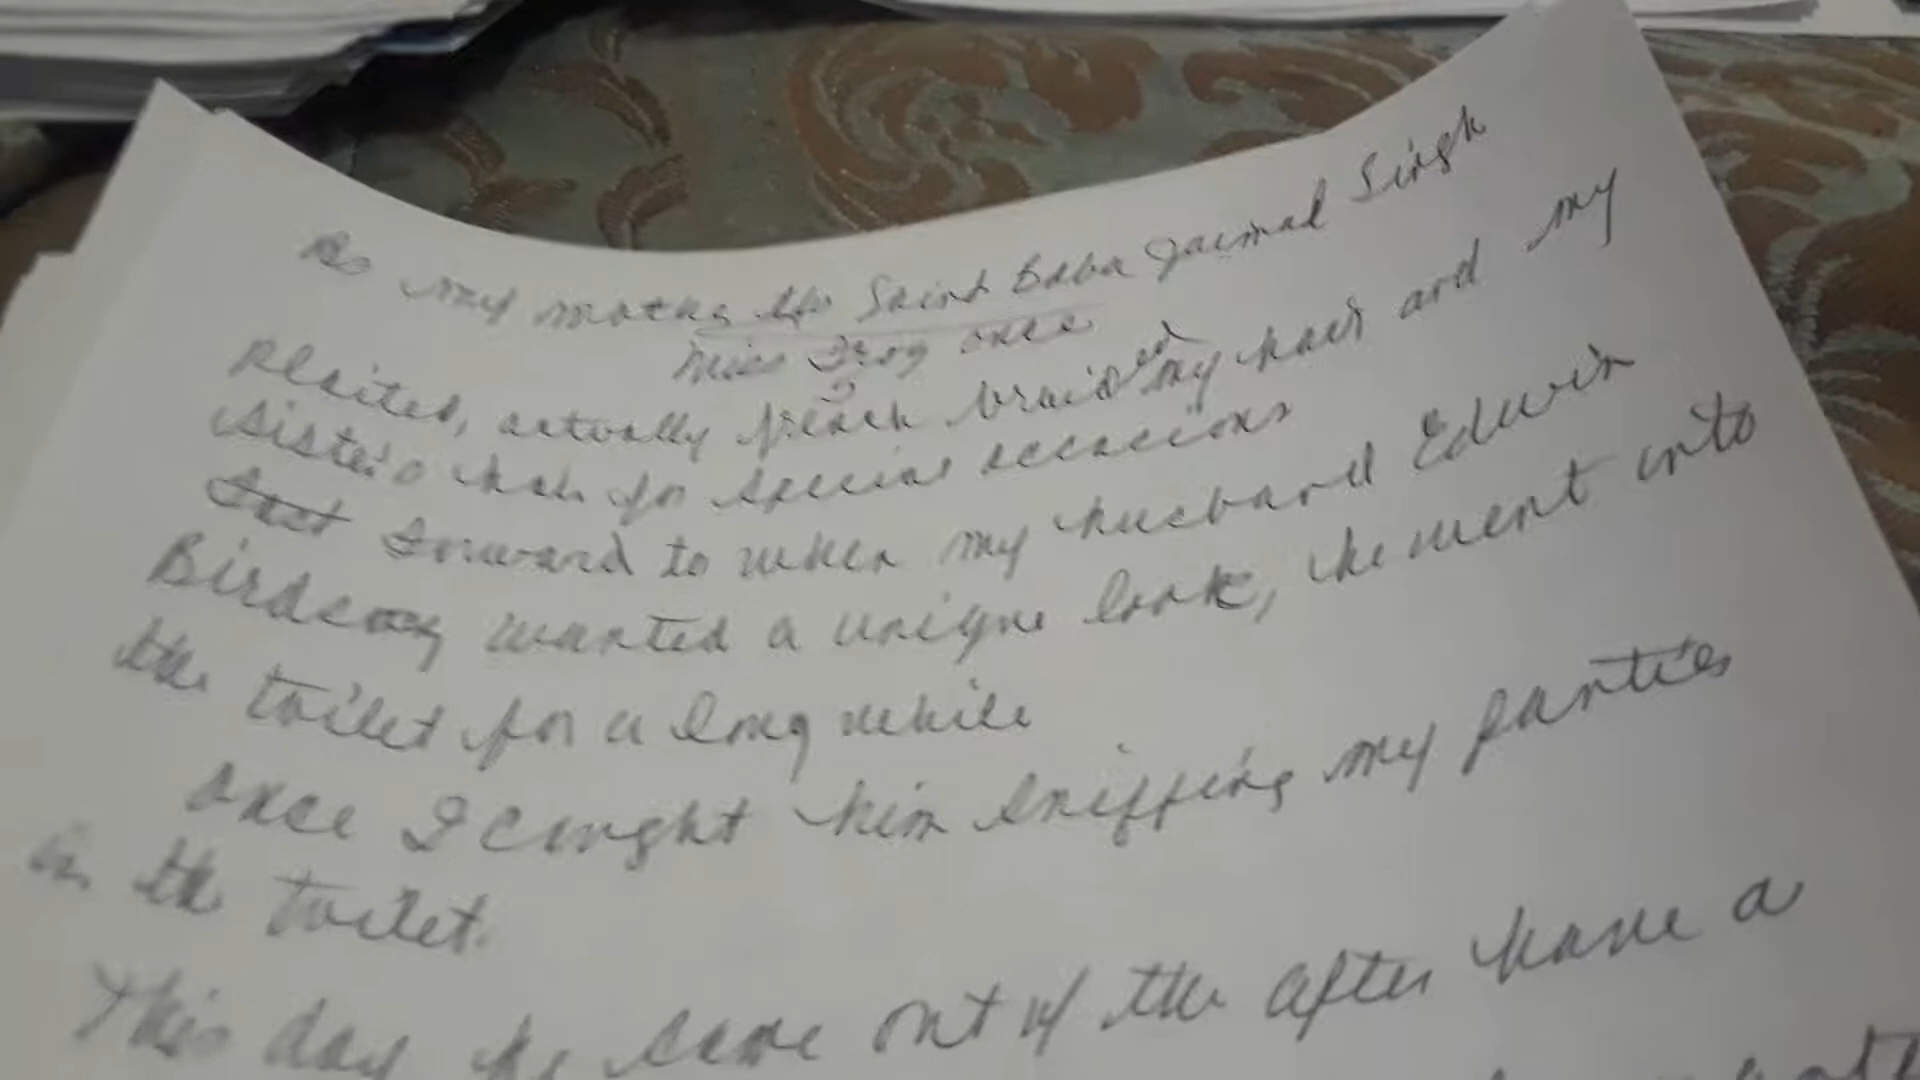 As my mother Saint Baba Jaimal Singh
Miss Frog once
Plaited, actually french braided my hair and my
sister's hair for special occasions
Fast forward to when my husband Edwin
Birdsong wanted a unique look, he went into
the toilet for a long while
once I caught him sniffing my panties
in the toilet.
This day he came out of the after have a